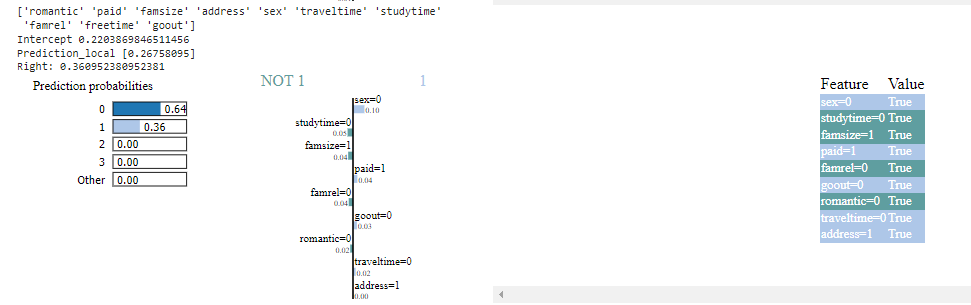 ['romantic' 'paid' 'famsize' 'address' 'sex' 'traveltime' 'studytime'
'famrel' 'freetime' 'goout']
Intercept 0.2203869846511456
Prediction_local [0.26758095]
Right: 0.360952380952381
Prediction probabilities
0 0.64
1 0.36
2 0.00
3 0.00
Other 0.00
NOT 1 1
sex=0
0.10
studytime=0
0.05
famsize=1
0.04
paid=1
0.04
famrel=0
0.04
goout=0
0.03
romantic=0
0.02
traveltime=0
0.02
address=1
0.00
Feature Value
sex=0 True
studytime=0 True
famsize=1 True
paid=1 True
famrel=0 True
goout=0 True
romantic=0 True
traveltime=0 True
address=1 True